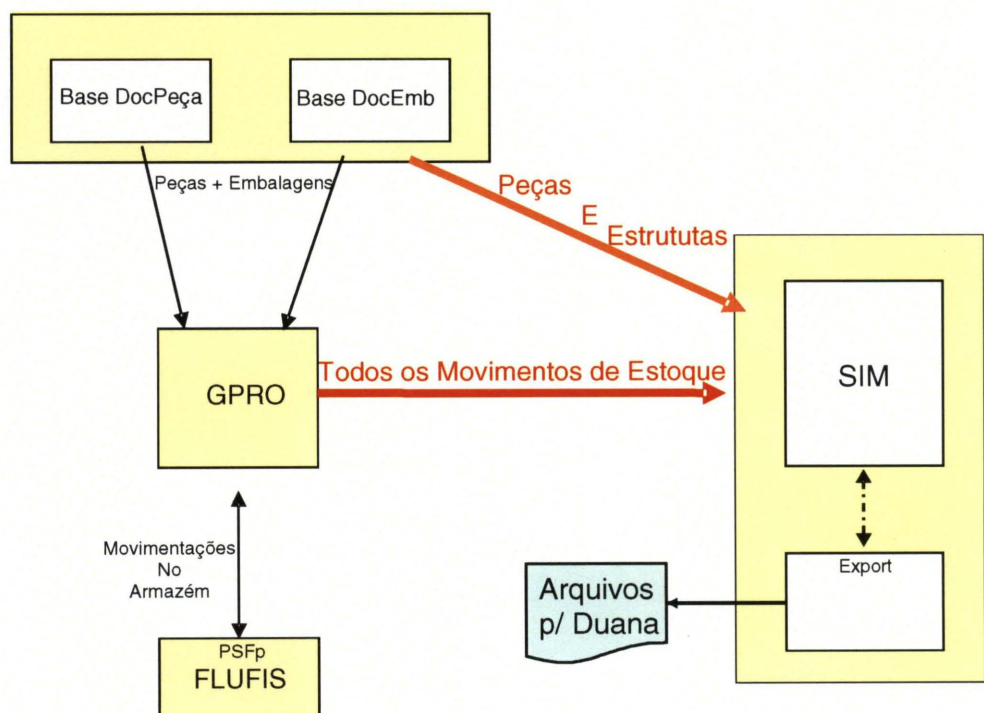 Base DocPeça
Base DocEmb
Peças + Embalagens
Peças
E
Estrututas
Todos os Movimentos de Estoque
GPRO
SIM
Movimentações
No
Armazém
Export
Arquivos
p/ Duana
PSFp
FLUFIS